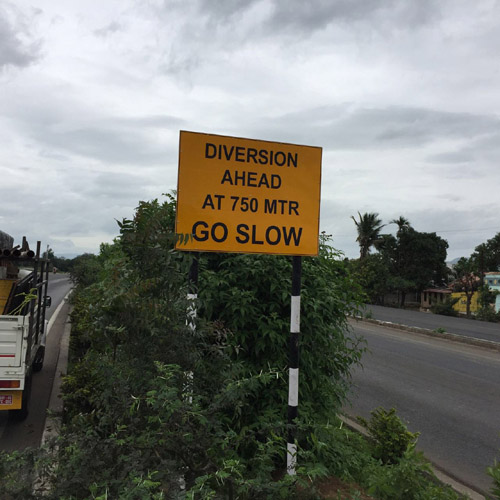 DIVERSION
AHEAD
AT 750 MTR
GO SLOW